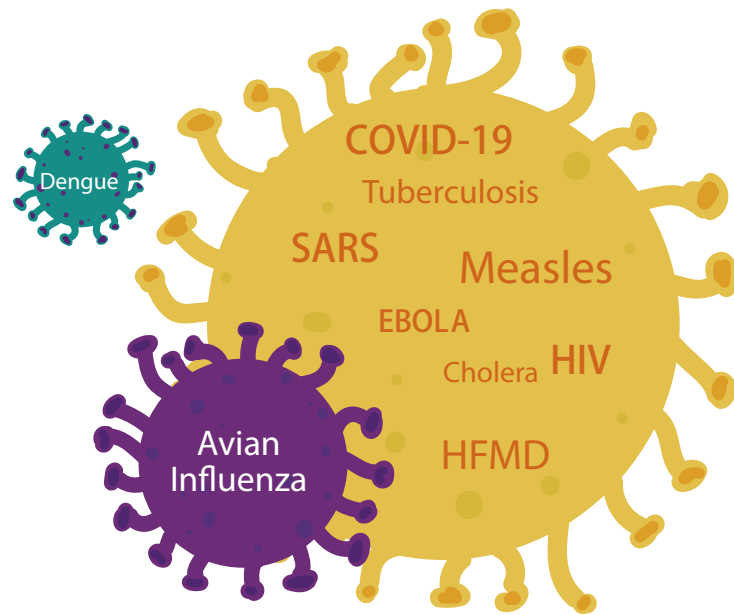 COVID-19
Tuberculosis
Dengue
SARS
Measles
EBOLA
Cholera
HIV
Avian
Influenza
HFMD